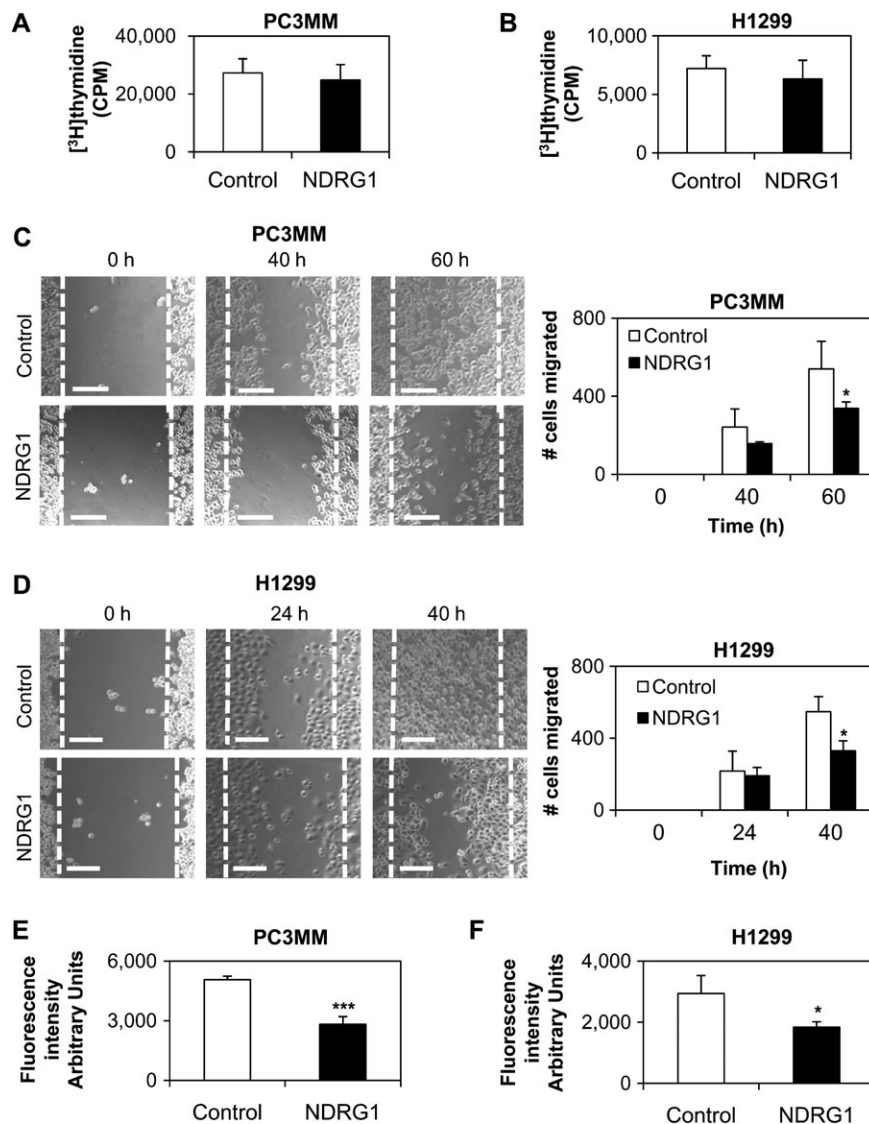 A
PC3MM
[³H]thymidine
(CPM)
40,000
20,000
0
Control NDRG1
B
H1299
[³H]thymidine
(CPM)
10,000
5,000
0
Control NDRG1
C
PC3MM
0 h 40 h 60 h
Control
NDRG1
PC3MM
# cells migrated
800
400
0
Control
NDRG1
*
0 40 60
Time (h)
D
H1299
0 h 24 h 40 h
Control
NDRG1
H1299
# cells migrated
800
400
0
Control
NDRG1
*
0 24 40
Time (h)
E
PC3MM
Fluorescence
intensity
Arbitrary Units
6,000
3,000
0
***
Control NDRG1
F
H1299
Fluorescence
intensity
Arbitrary Units
4,000
2,000
0
*
Control NDRG1